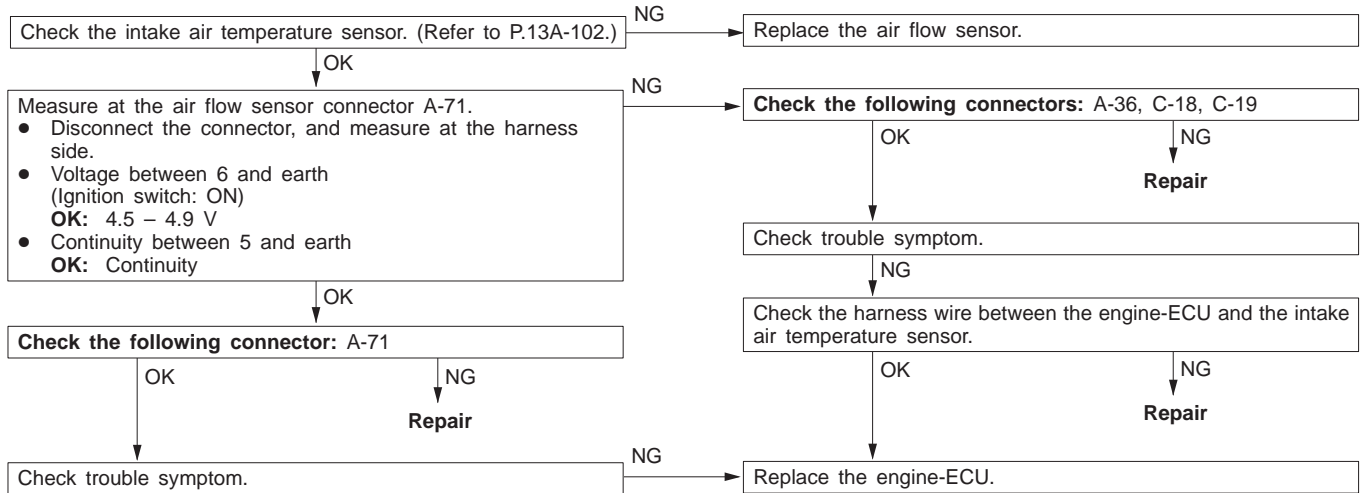 Check the intake air temperature sensor. (Refer to P.13A-102.)
NG
Replace the air flow sensor.
OK
Measure at the air flow sensor connector A-71.
● Disconnect the connector, and measure at the harness
side.
● Voltage between 6 and earth
(Ignition switch: ON)
OK: 4.5 – 4.9 V
● Continuity between 5 and earth
OK: Continuity
NG
Check the following connectors: A-36, C-18, C-19
OK
NG
Repair
Check trouble symptom.
NG
Check the harness wire between the engine-ECU and the intake
air temperature sensor.
OK
NG
Repair
OK
Check the following connector: A-71
OK
NG
Repair
Check trouble symptom.
NG
Replace the engine-ECU.